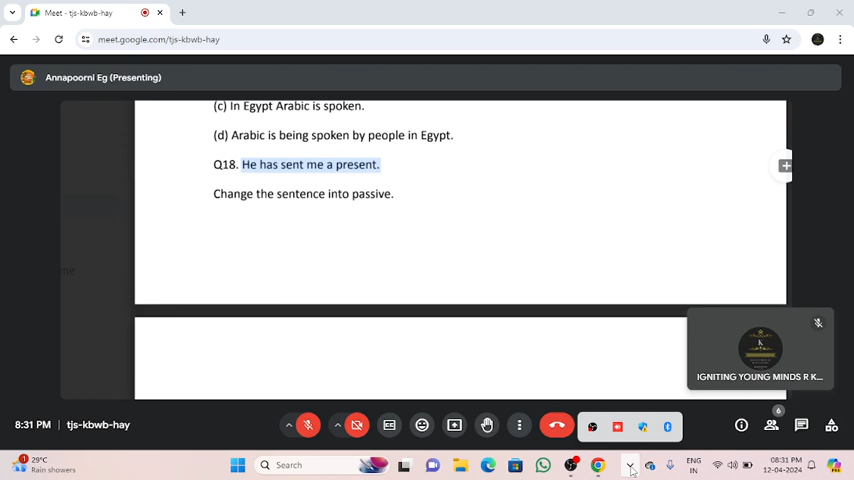 Meet - tjs-kbwb-hay
meet.google.com/tjs-kbwb-hay
Annapoorni Eg (Presenting)
(c) In Egypt Arabic is spoken.
(d) Arabic is being spoken by people in Egypt.
Q18. He has sent me a present.
Change the sentence into passive.
me
K
IGNITING YOUNG MINDS R K...
8:31 PM | tjs-kbwb-hay
6
1
29°C
Rain showers
Search
ENG
IN
08:31 PM
12-04-2024